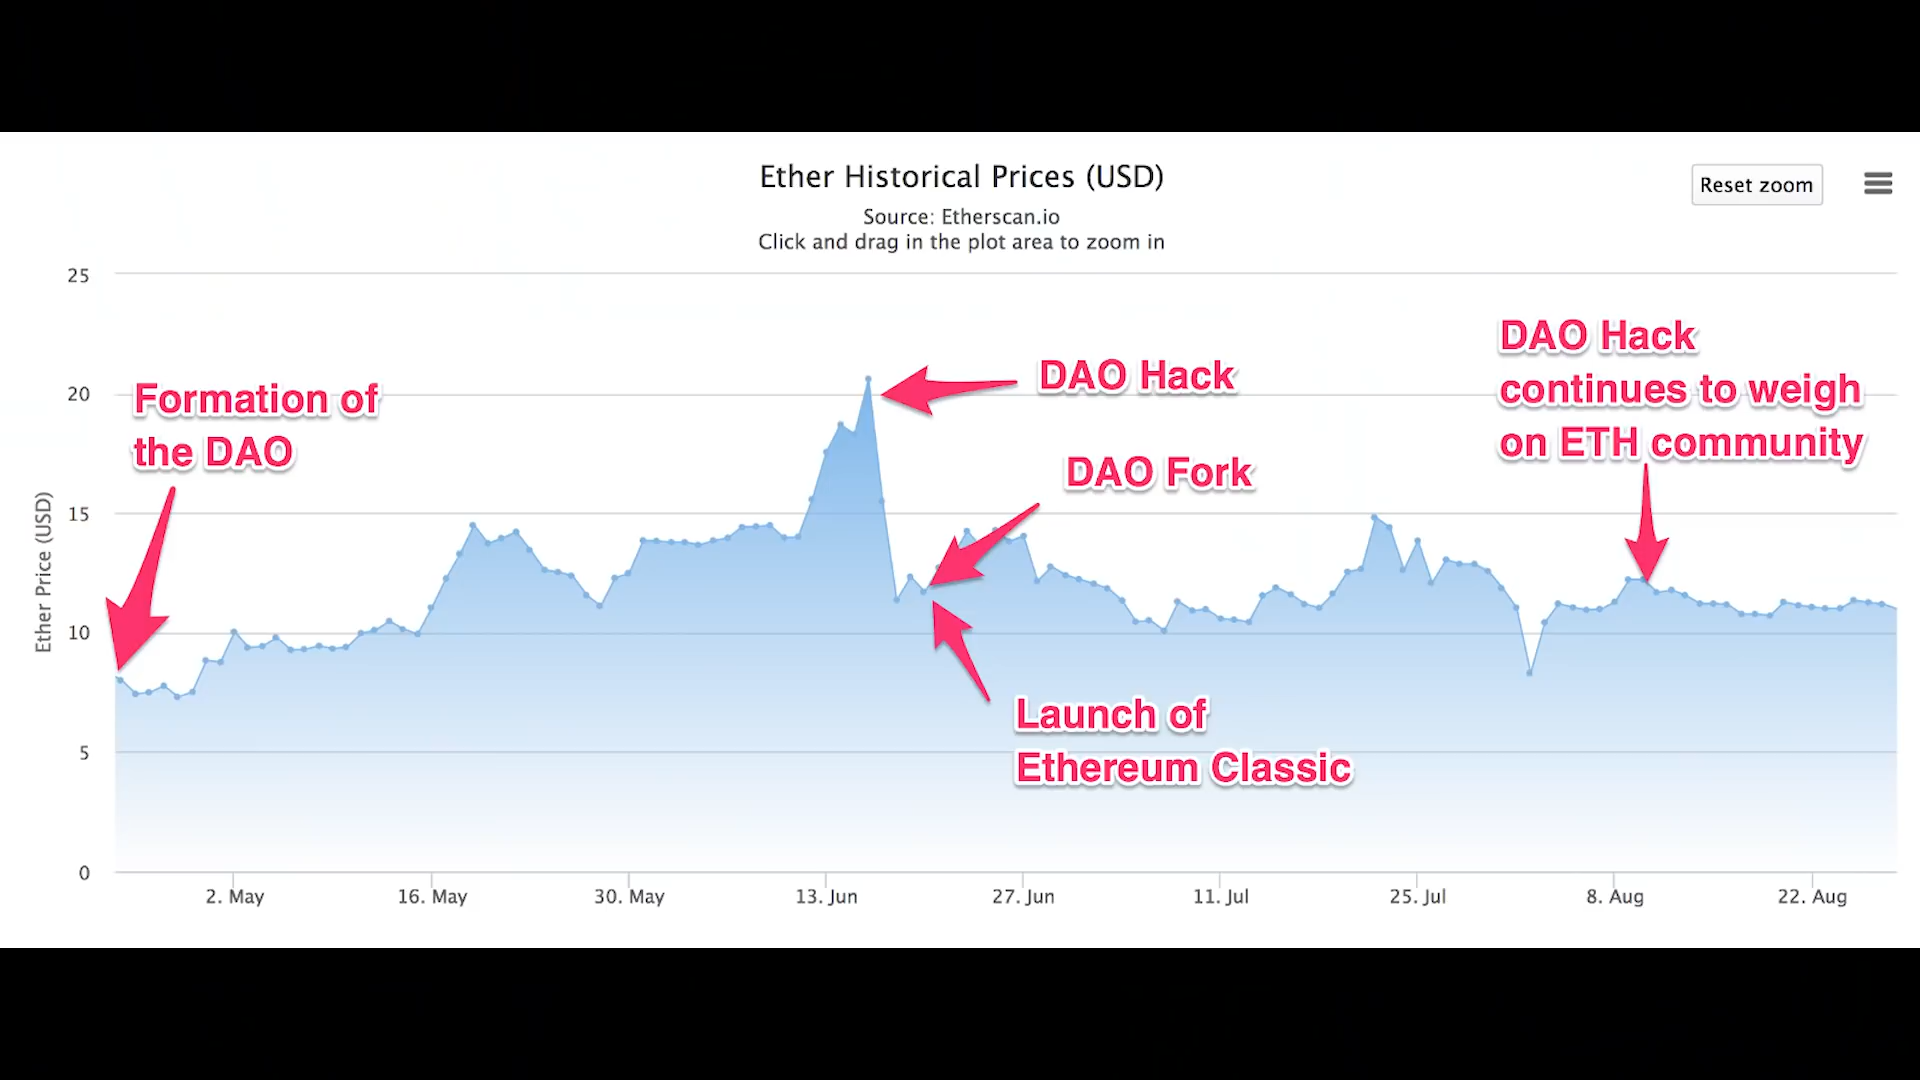 Ether Historical Prices (USD)
Source: Etherscan.io
Click and drag in the plot area to zoom in
Reset zoom
25
20
15
10
5
0
Ether Price (USD)
Formation of
the DAO
DAO Hack
DAO Fork
Launch of
Ethereum Classic
DAO Hack
continues to weigh
on ETH community
2. May
16. May
30. May
13. Jun
27. Jun
11. Jul
25. Jul
8. Aug
22. Aug